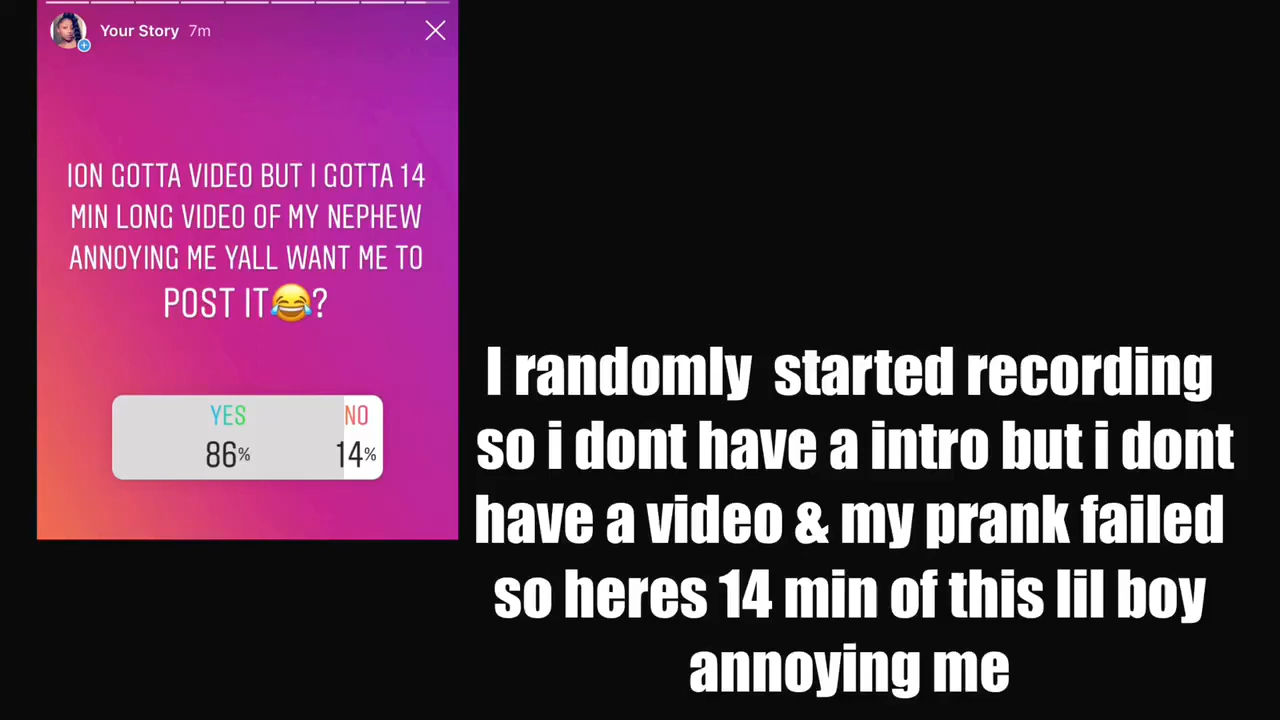 Your Story 7m
ION GOTTA VIDEO BUT I GOTTA 14
MIN LONG VIDEO OF MY NEPHEW
ANNOYING ME YALL WANT ME TO
POST IT😂?
YES NO
86% 14%
I randomly started recording
so i dont have a intro but i dont
have a video & my prank failed
so heres 14 min of this lil boy
annoying me